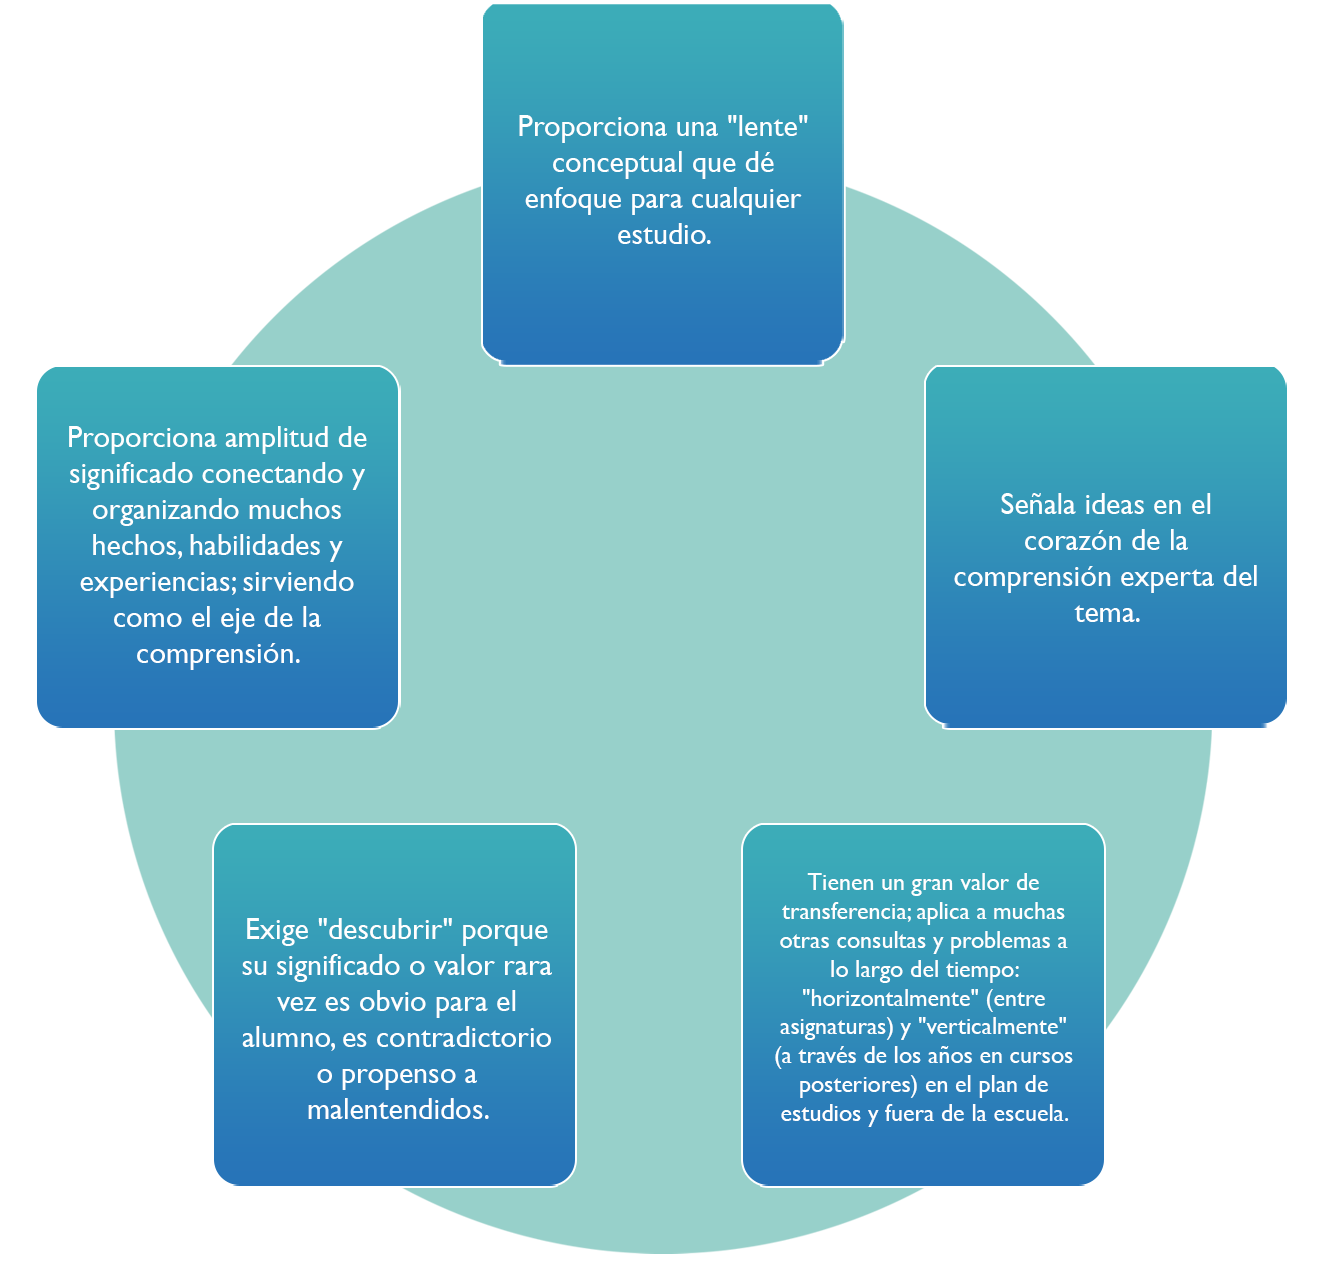 Proporciona una "lente"
conceptual que dé
enfoque para cualquier
estudio.
Proporciona amplitud de
significado conectando y
organizando muchos
hechos, habilidades y
experiencias; sirviendo
como el eje de la
comprensión.
Señala ideas en el
corazón de la
comprensión experta del
tema.
Exige "descubrir" porque
su significado o valor rara
vez es obvio para el
alumno, es contradictorio
o propenso a
malentendidos.
Tienen un gran valor de
transferencia; aplica a muchas
otras consultas y problemas a
lo largo del tiempo:
"horizontalmente" (entre
asignaturas) y "verticalmente"
(a través de los años en cursos
posteriores) en el plan de
estudios y fuera de la escuela.